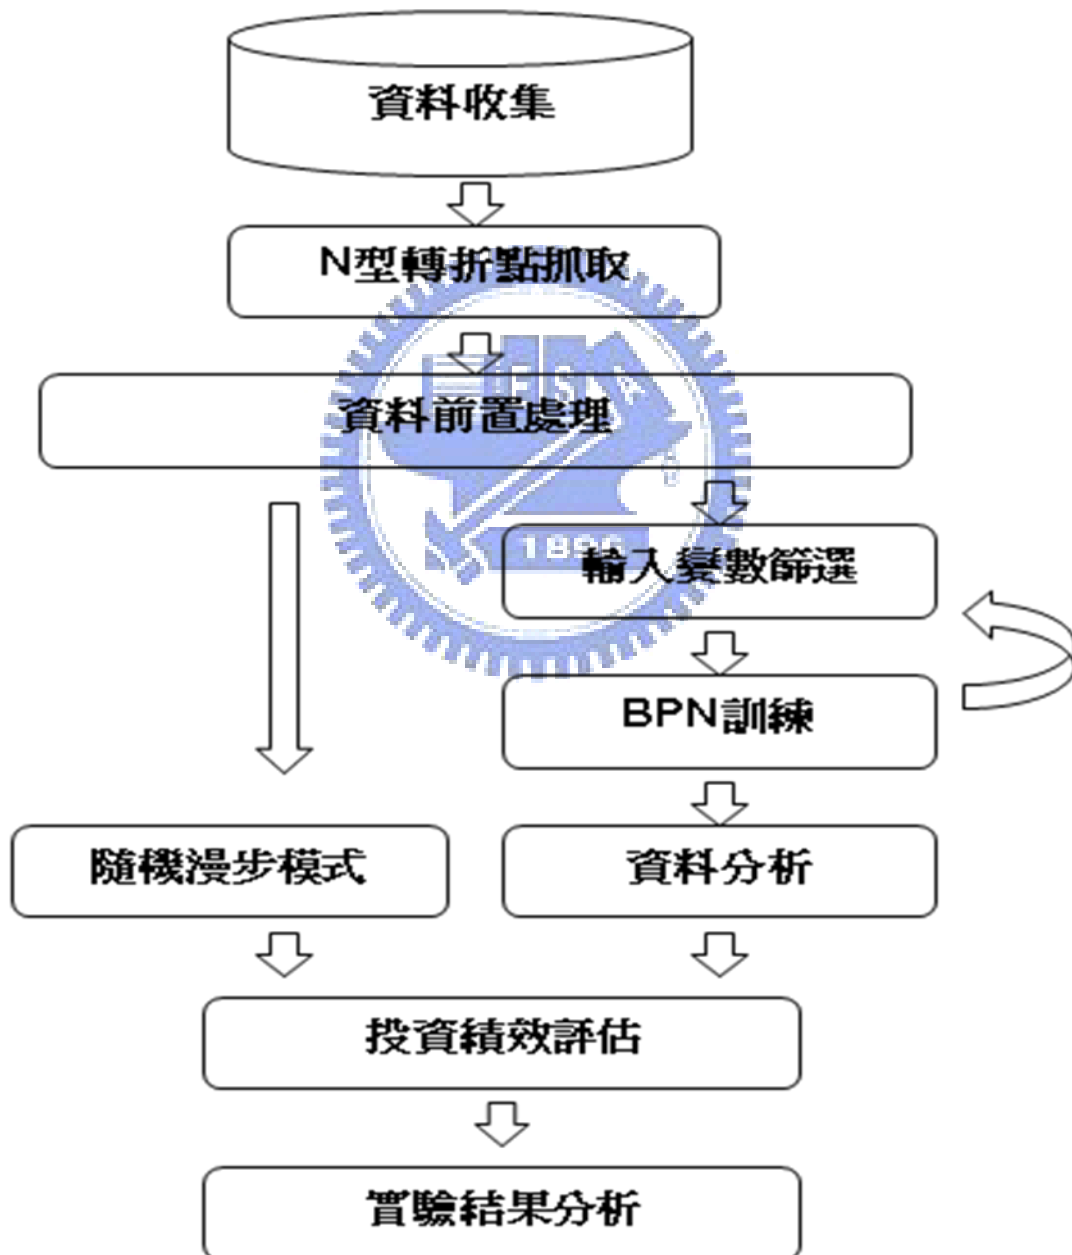 資料收集
N型轉折點抓取
E S A
資料前置處理
1896
輸入變數篩選
BPN訓練
隨機漫步模式
資料分析
投資績效評估
實驗結果分析